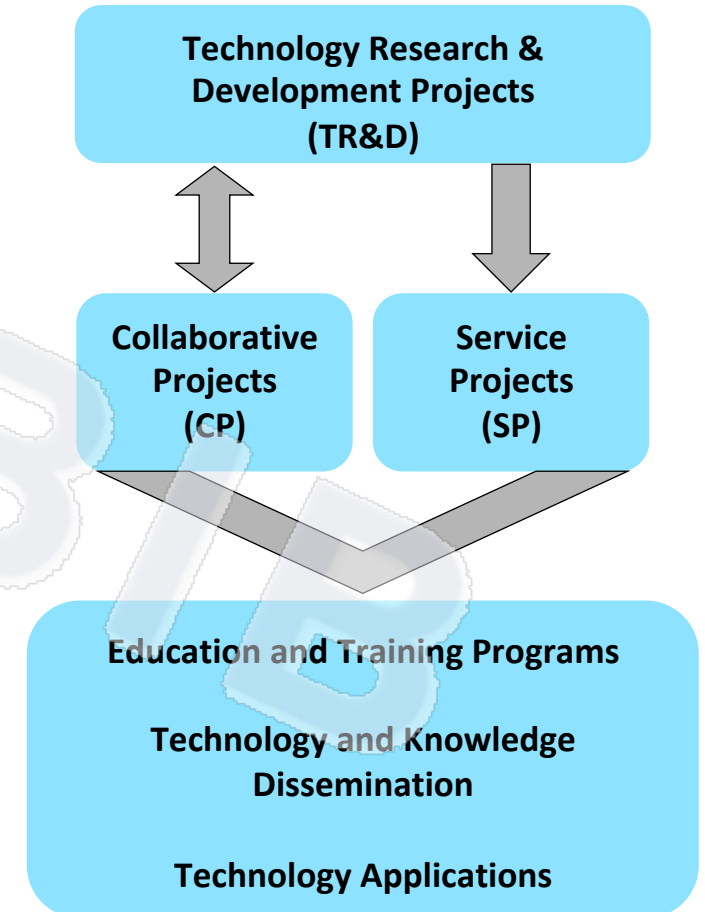 Technology Research &
Development Projects
(TR&D)
Collaborative
Projects
(CP)
Service
Projects
(SP)
BIB
Education and Training Programs
Technology and Knowledge
Dissemination
Technology Applications